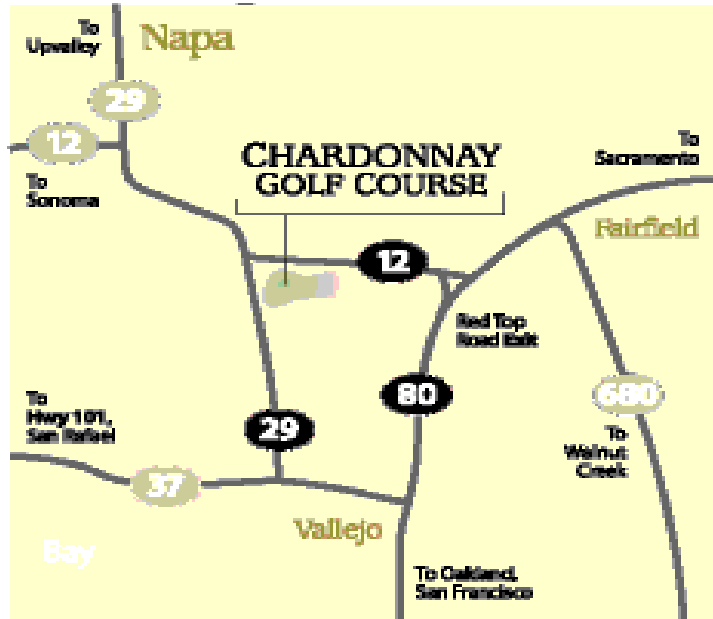 To
Upvalley
Napa
29
12
To
Sonoma
CHARDONNAY
GOLF COURSE
To
Sacramento
Fairfield
12
Red Top
Road Exit
80
680
To
Hwy 101,
San Rafael
29
To
Walnut
Creek
37
Vallejo
Bay
To Oakland,
San Francisco